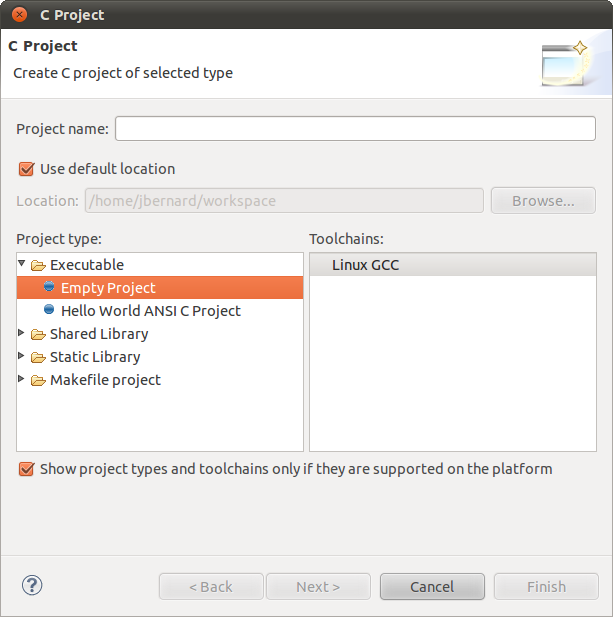 C Project
C Project
Create C project of selected type
Project name:
Use default location
Location: /home/jbernard/workspace Browse...
Project type: Toolchains:
Executable Linux GCC
Empty Project
Hello World ANSI C Project
Shared Library
Static Library
Makefile project
Show project types and toolchains only if they are supported on the platform
? < Back Next > Cancel Finish